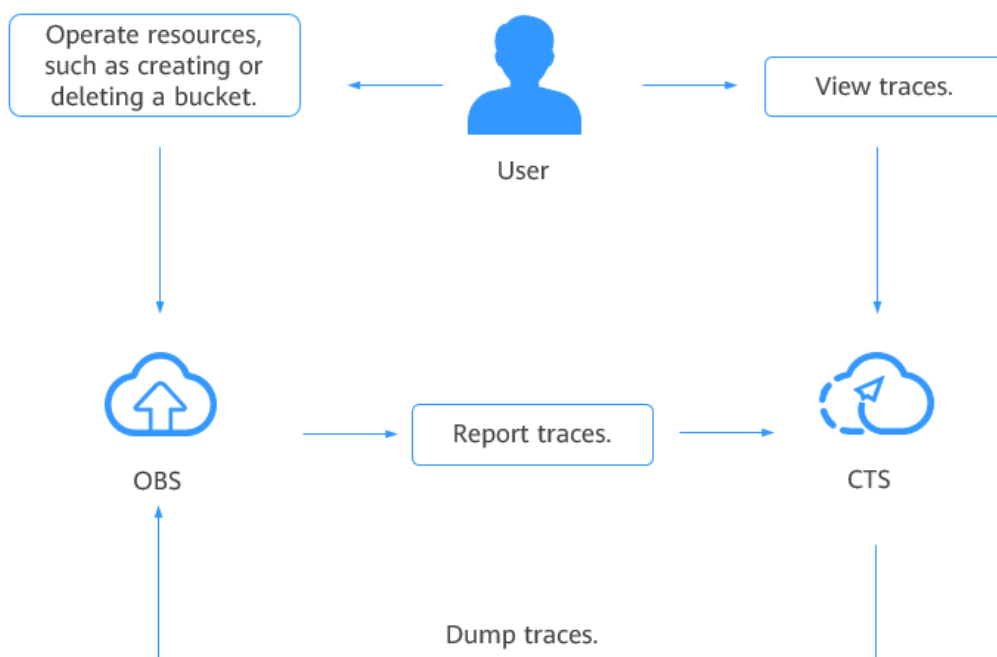 Operate resources,
such as creating or
deleting a bucket.
View traces.
User
Report traces.
OBS
CTS
Dump traces.